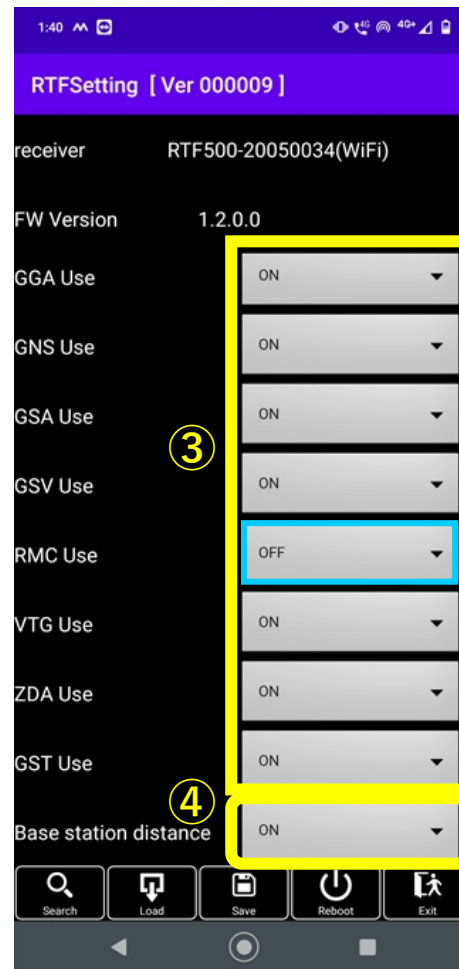 1:40
4G 4G+
RTFSetting [ Ver 000009 ]
receiver RTF500-20050034(WiFi)
FW Version 1.2.0.0
GGA Use ON
GNS Use ON
GSA Use ON
③
GSV Use ON
RMC Use OFF
VTG Use ON
ZDA Use ON
GST Use ON
④
Base station distance ON
Search Load Save Reboot Exit